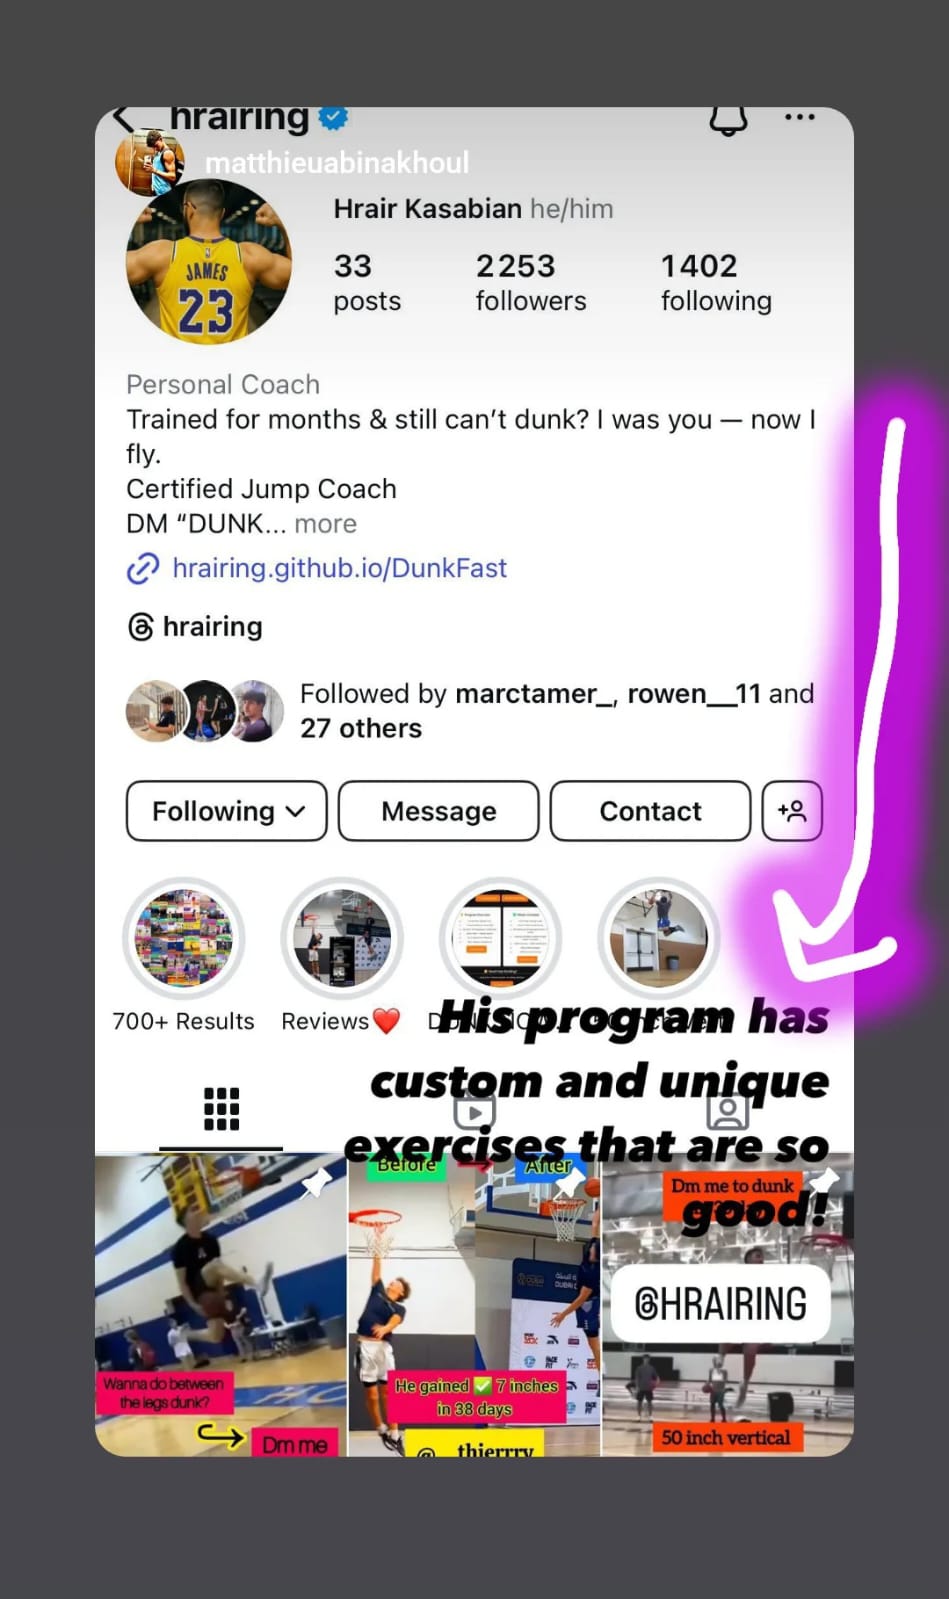 hrairing
matthieuabinakhoul
Hrair Kasabian he/him
33 2253 1402
posts followers following
JAMES
23
Personal Coach
Trained for months & still can't dunk? I was you — now I
fly.
Certified Jump Coach
DM "DUNK... more
hrairing.github.io/DunkFast
hrairing
Followed by marctamer_, rowen__11 and
27 others
Following Message Contact
700+ Results Reviews❤️
His program has
custom and unique
exercises that are so
good!
Before After
Dm me to dunk
@HRAIRING
Wanna do between
the legs dunk?
Dm me
He gained ✅ 7 inches
in 38 days
@__thierrry
50 inch vertical